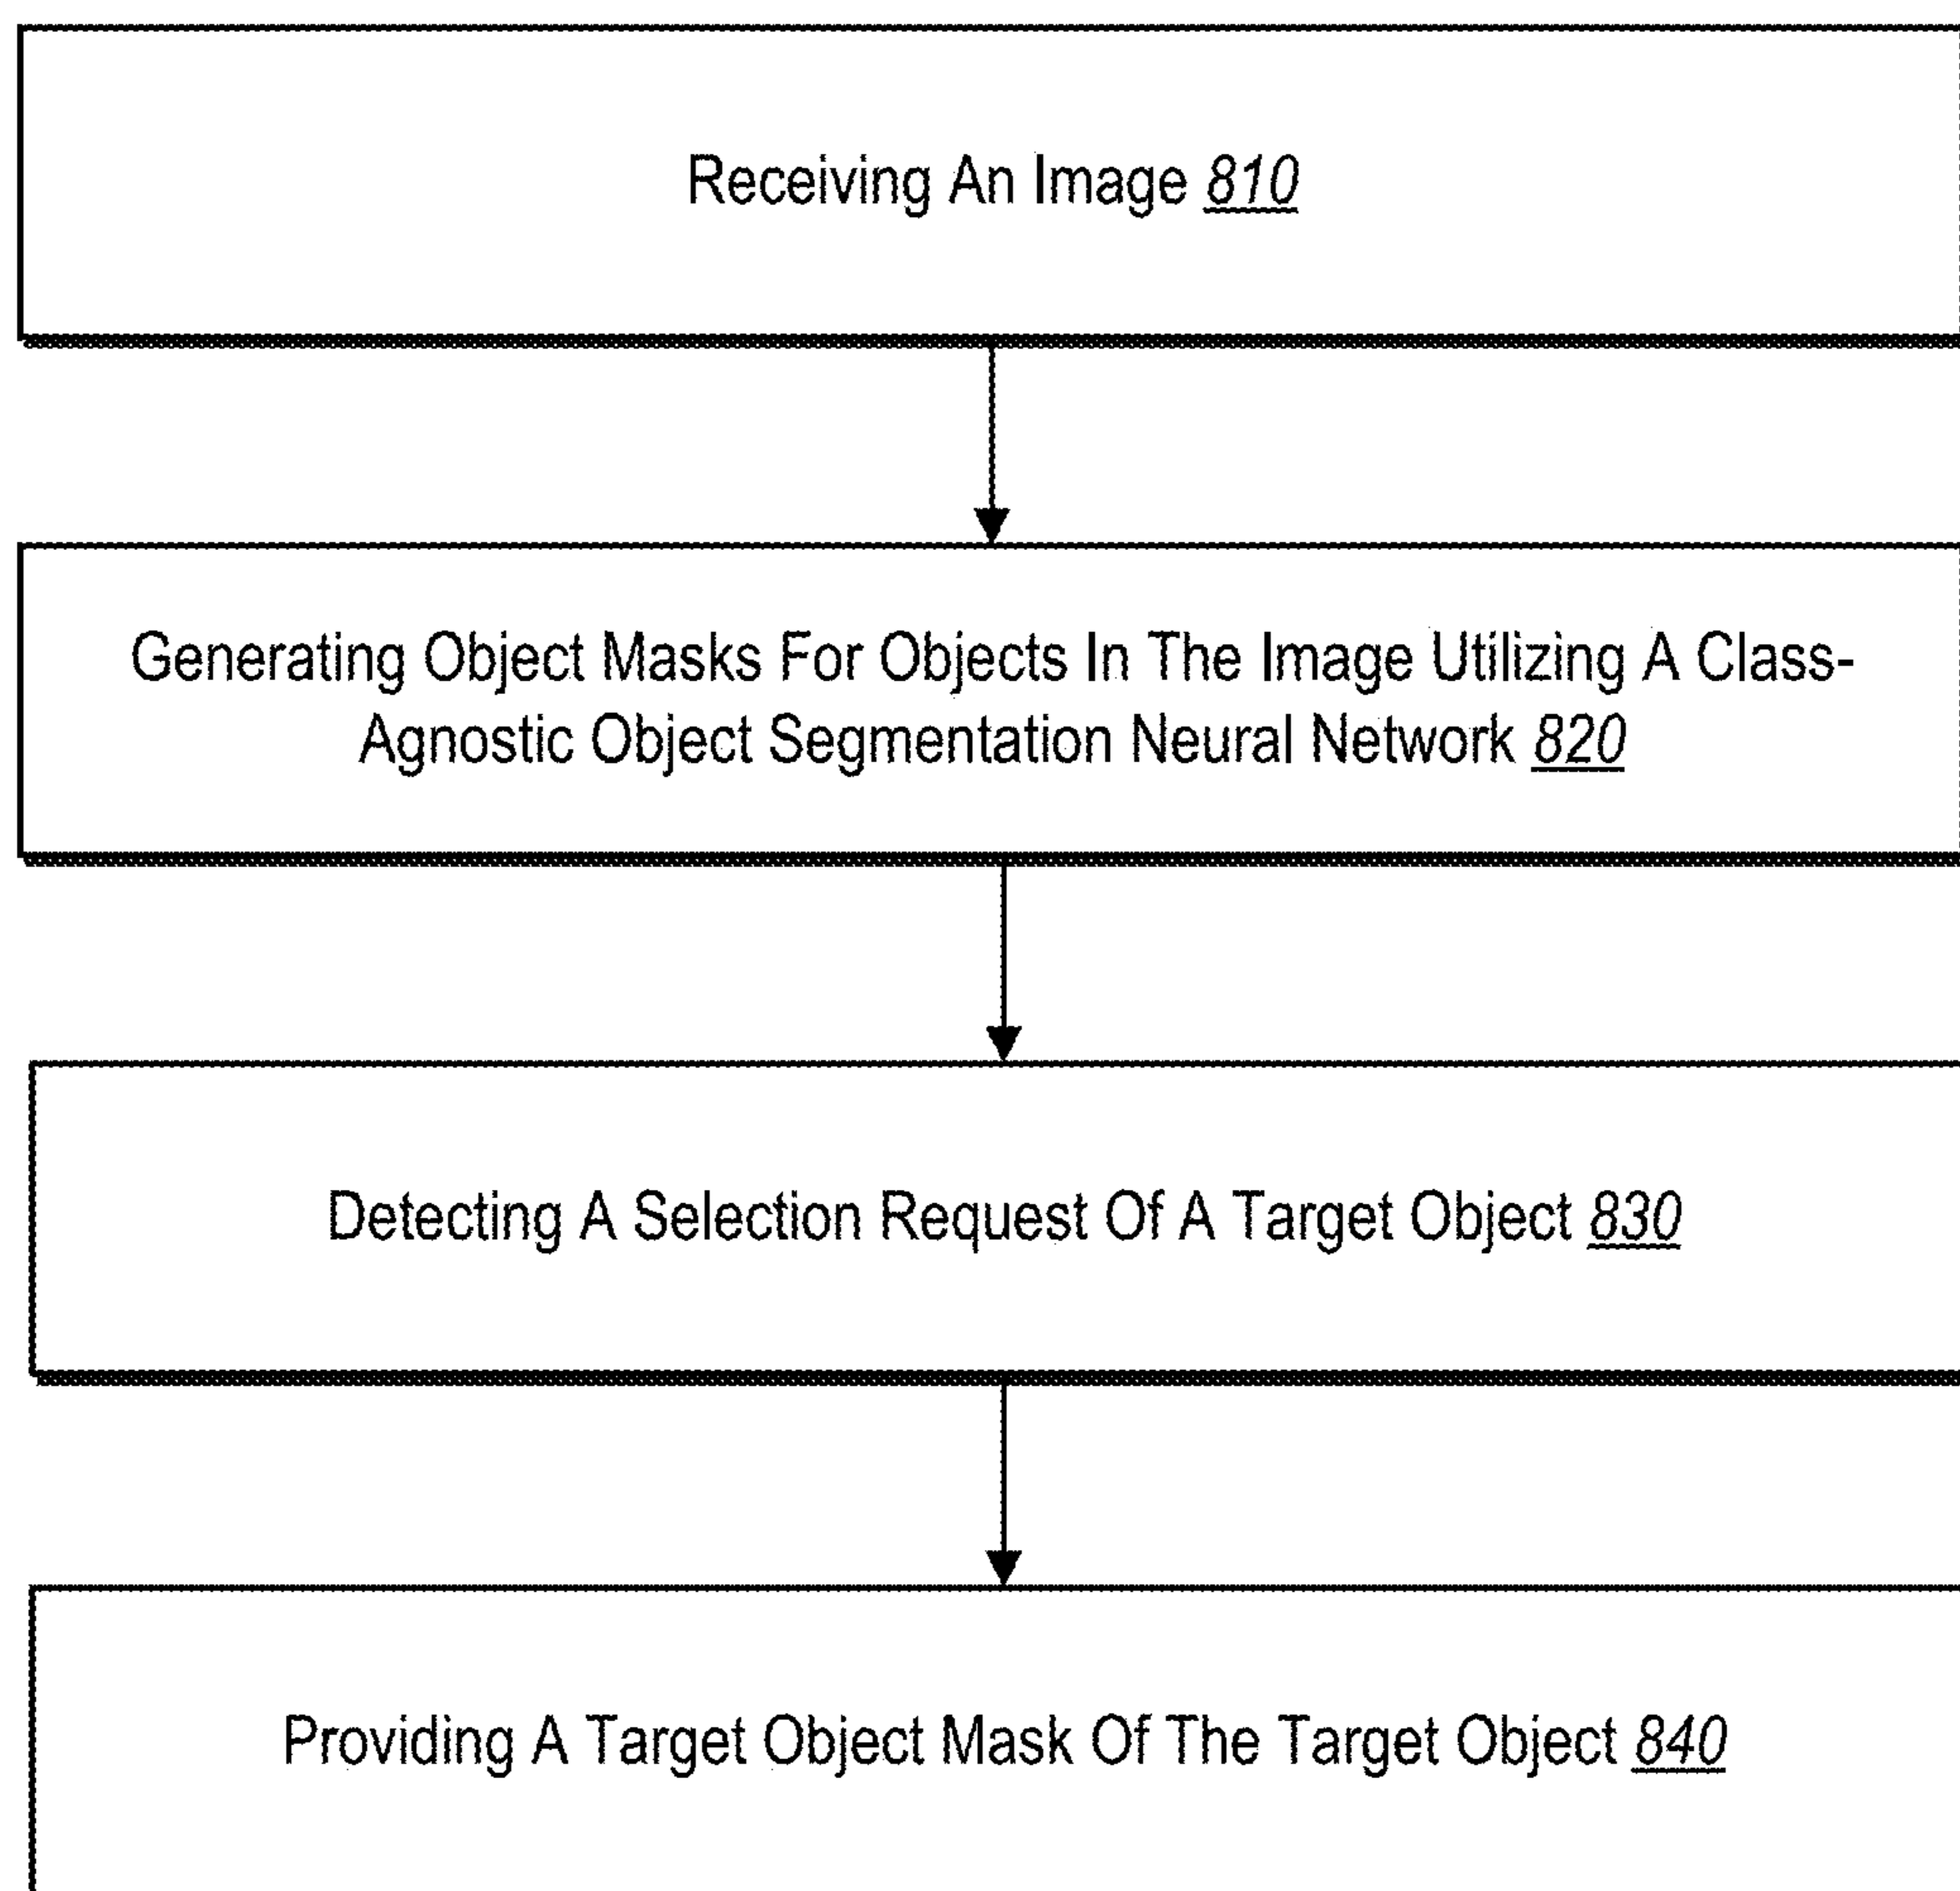 Receiving An Image 810
Generating Object Masks For Objects In The Image Utilizing A Class-
Agnostic Object Segmentation Neural Network 820
Detecting A Selection Request Of A Target Object 830
Providing A Target Object Mask Of The Target Object 840